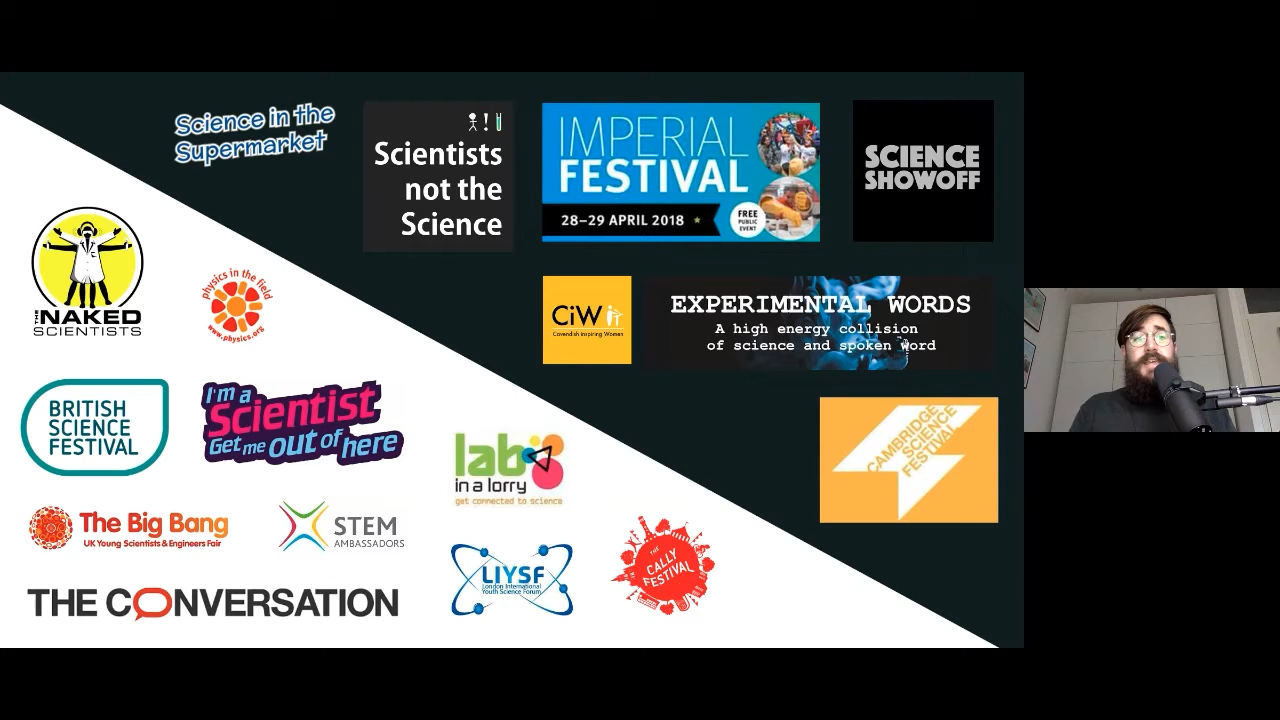 Science in the
Supermarket
Scientists
not the
Science
IMPERIAL
FESTIVAL
28–29 APRIL 2018
FREE
PUBLIC
EVENT
SCIENCE
SHOWOFF
THE NAKED
SCIENTISTS
physics in the field
www.physics.org
CiW
Cavendish Inspiring Women
EXPERIMENTAL WORDS
A high energy collision
of science and spoken word
BRITISH
SCIENCE
FESTIVAL
I'm a
Scientist
Get me out of
here
lab
in a lorry
get connected to science
CAMBRIDGE
SCIENCE
FESTIVAL
The Big Bang
UK Young Scientists & Engineers Fair
STEM
AMBASSADORS
LIYSF
London International
Youth Science Forum
THE
CALLY
FESTIVAL
THE CONVERSATION